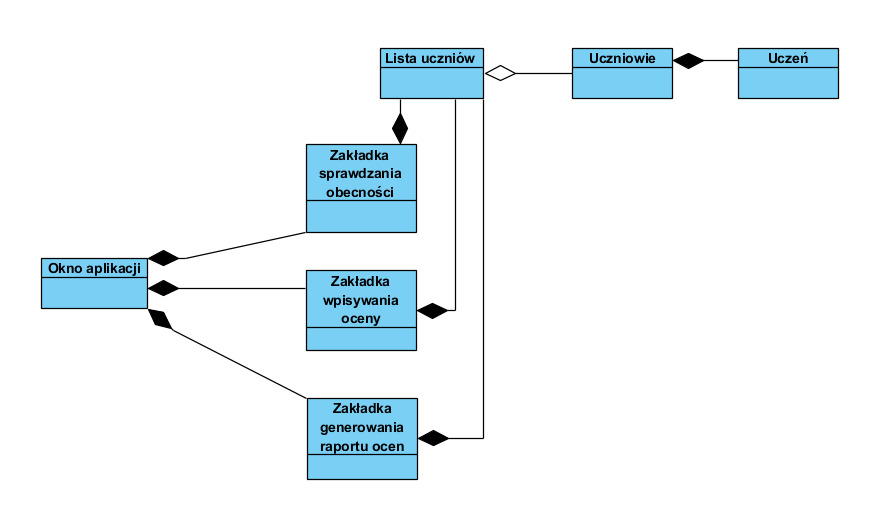 Lista uczniów
Uczniowie
Uczeń
Zakładka
sprawdzania
obecności
Okno aplikacji
Zakładka
wpisywania
oceny
Zakładka
generowania
raportu ocen